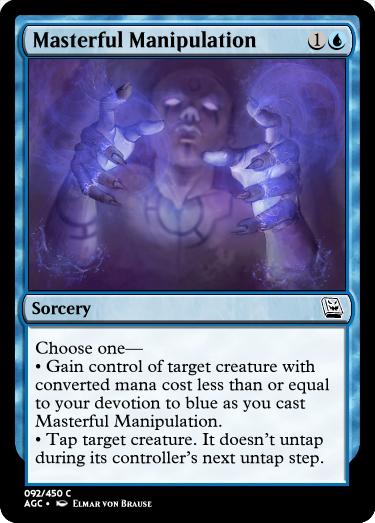 Masterful Manipulation 1
Sorcery
Choose one—
• Gain control of target creature with
converted mana cost less than or equal
to your devotion to blue as you cast
Masterful Manipulation.
• Tap target creature. It doesn't untap
during its controller's next untap step.
092/450 C
AGC • Elmar von Brause